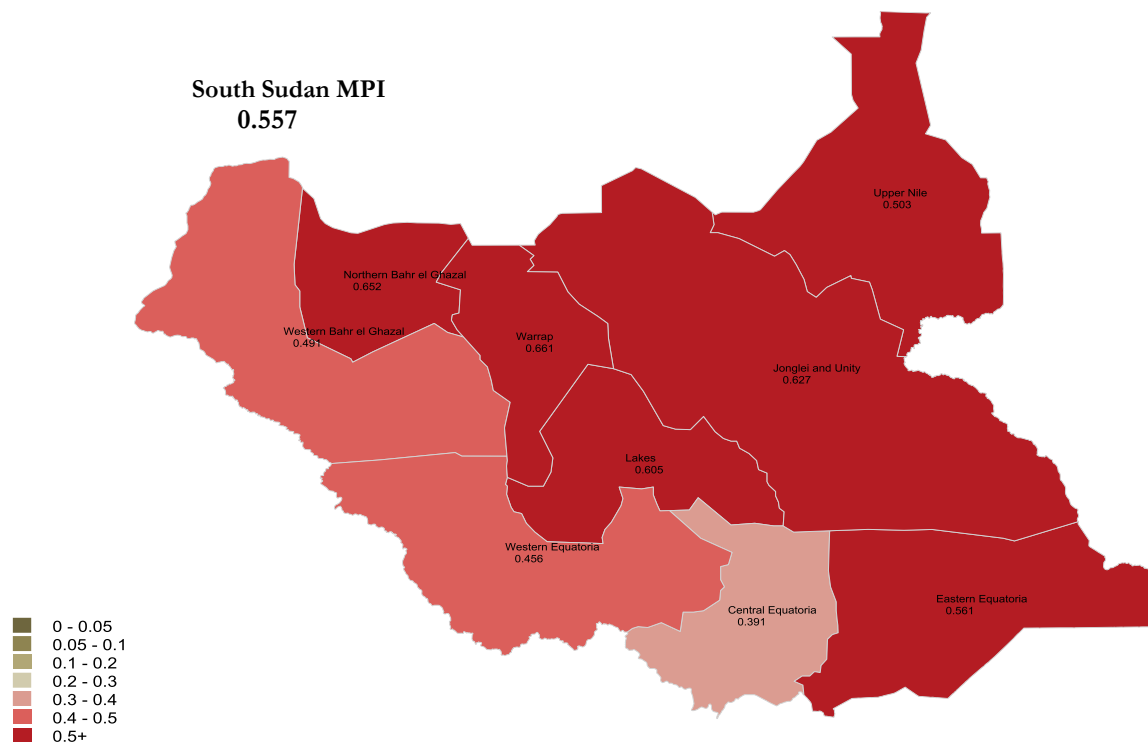 South Sudan MPI
0.557
Upper Nile
0.503
Northern Bahr el Ghazal
0.652
Western Bahr el Ghazal
0.491
Warrap
0.661
Jonglei and Unity
0.627
Lakes
0.605
Western Equatoria
0.456
Central Equatoria
0.391
Eastern Equatoria
0.561
0 - 0.05
0.05 - 0.1
0.1 - 0.2
0.2 - 0.3
0.3 - 0.4
0.4 - 0.5
0.5+